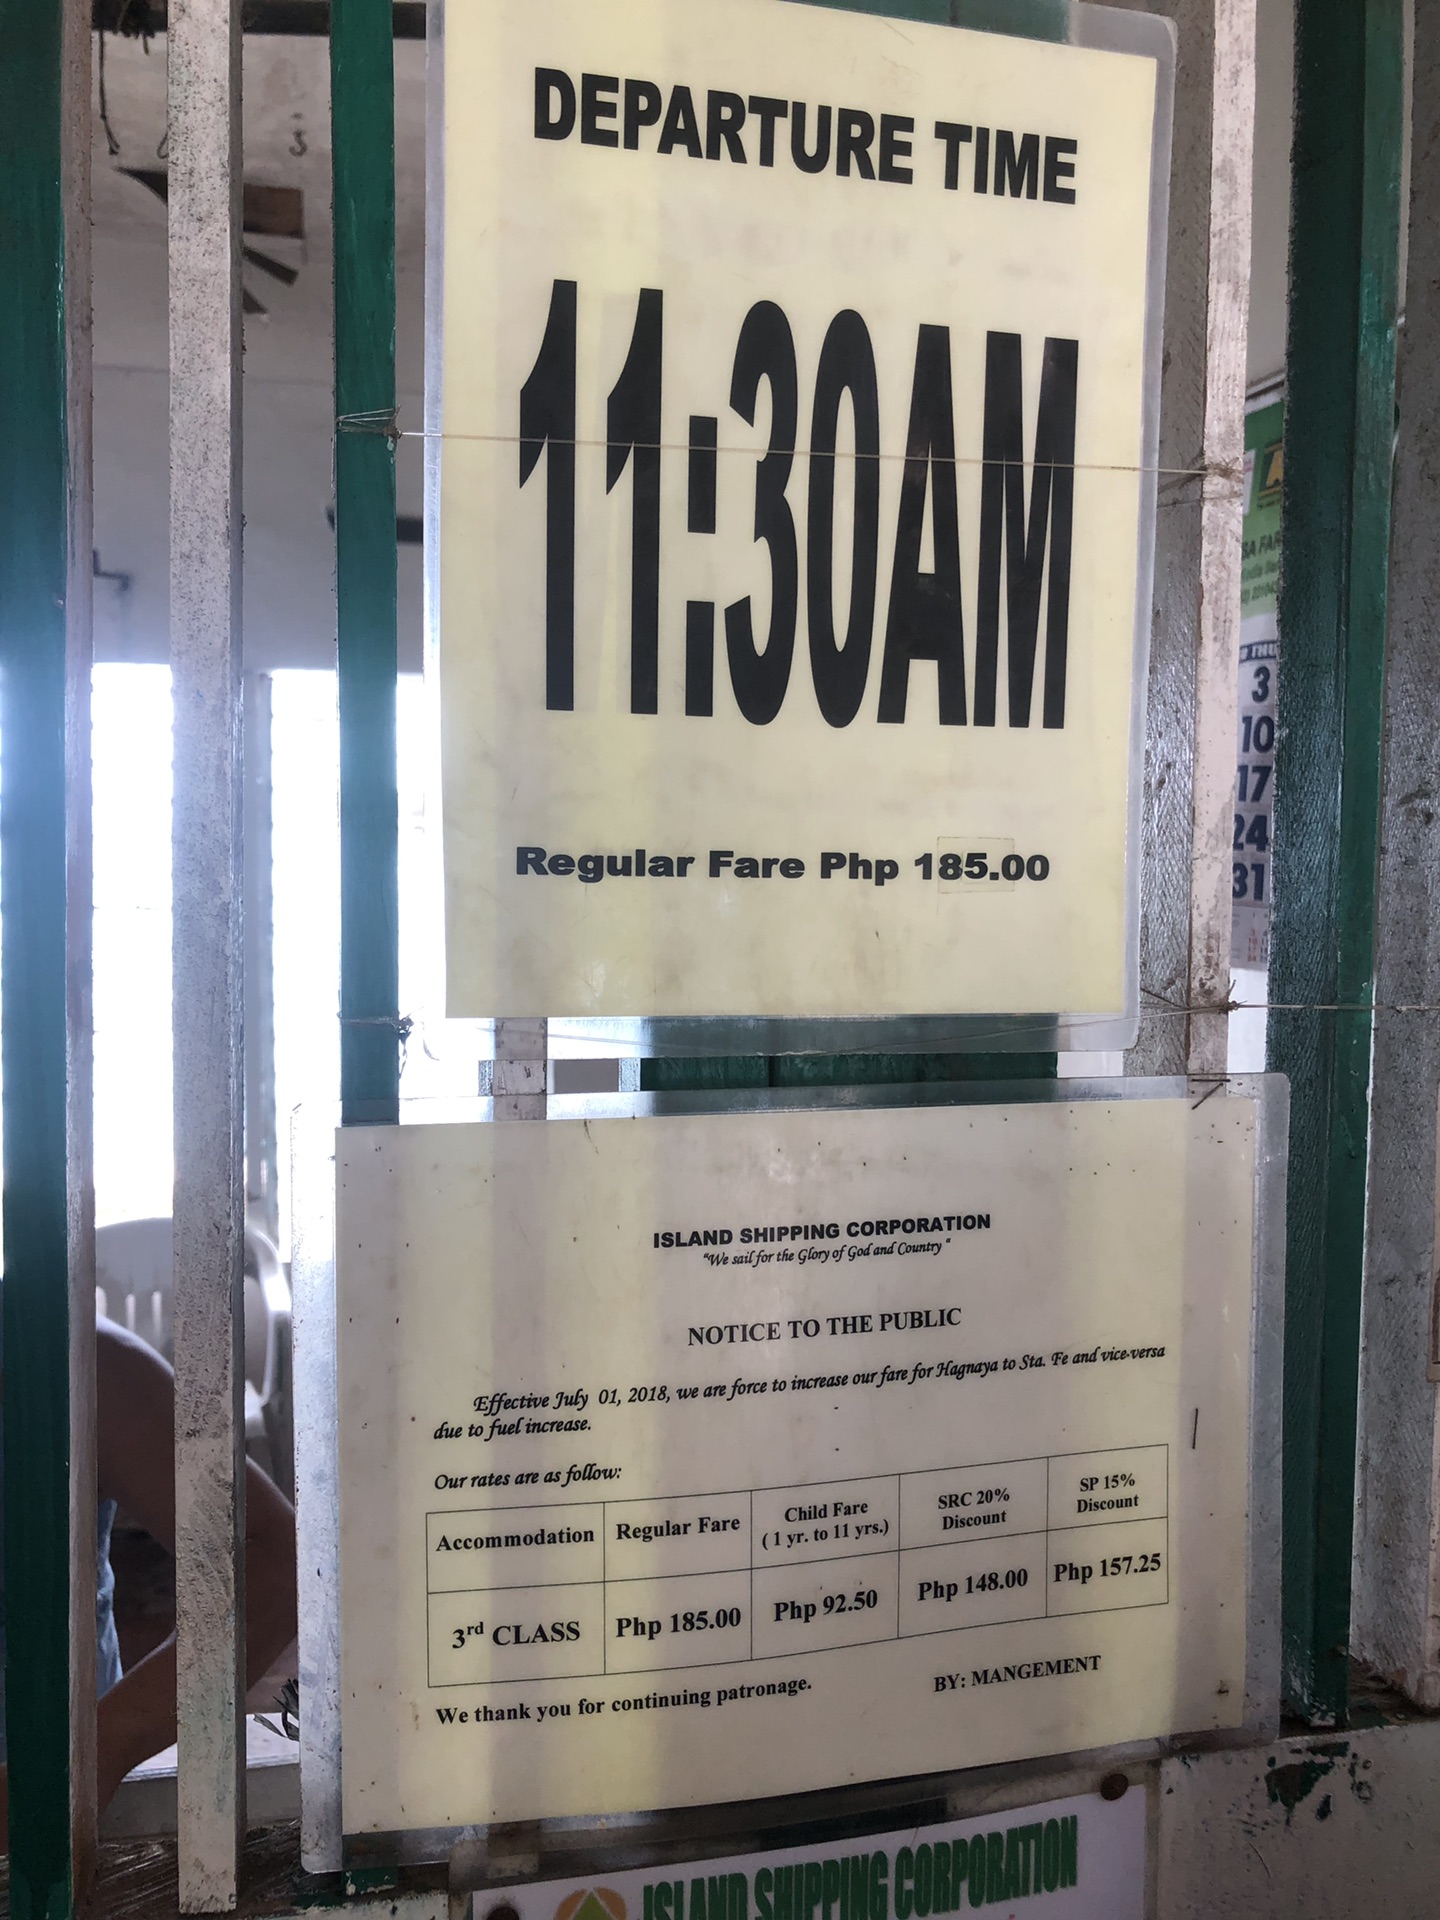 DEPARTURE TIME
11:30AM
Regular Fare Php 185.00
THU
3
10
17
24
31
ISLAND SHIPPING CORPORATION
"We sail for the Glory of God and Country "
NOTICE TO THE PUBLIC
Effective July 01, 2018, we are force to increase our fare for Hagnaya to Sta. Fe and vice-versa
due to fuel increase.
Our rates are as follow:
Accommodation Regular Fare Child Fare SRC 20% SP 15%
( 1 yr. to 11 yrs.) Discount Discount
3rd CLASS Php 185.00 Php 92.50 Php 148.00 Php 157.25
We thank you for continuing patronage. BY: MANGEMENT
ISLAND SHIPPING CORPORATION